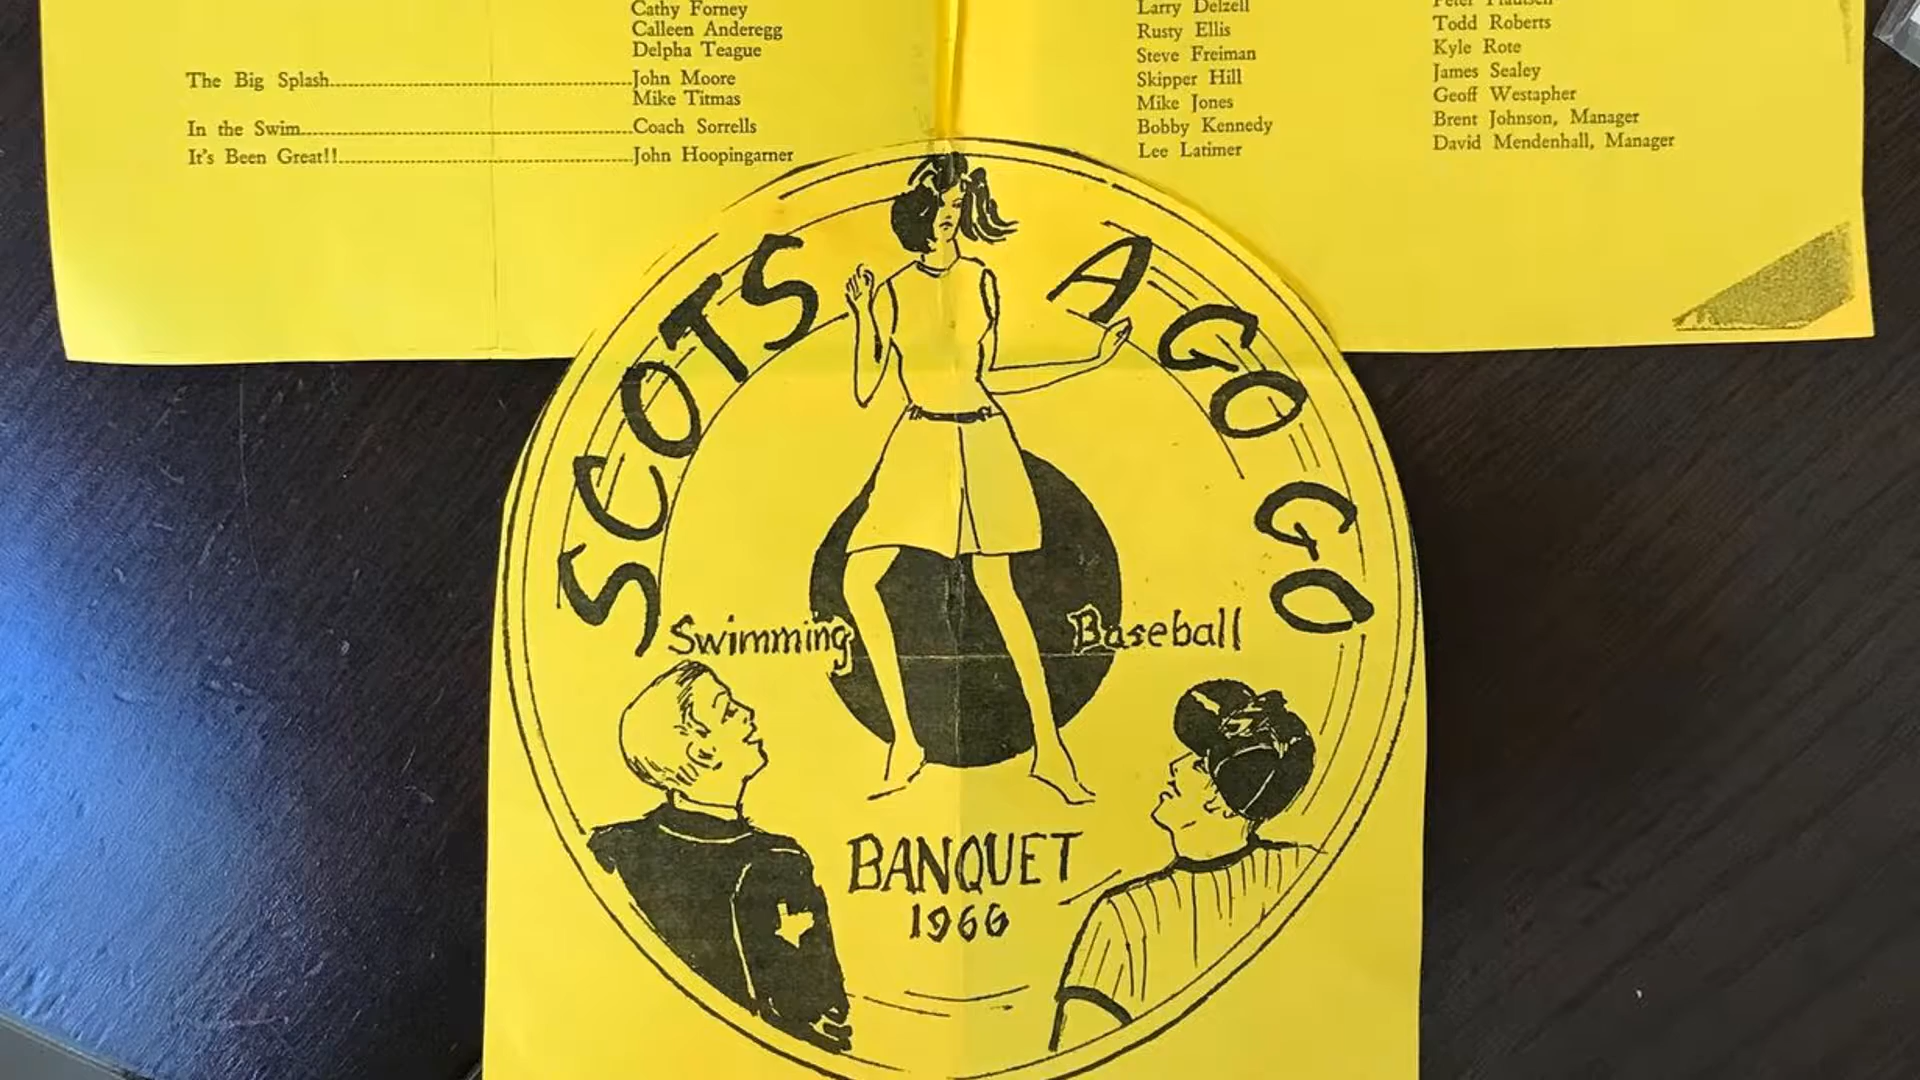 Cathy Forney
Calleen Anderegg
Delpha Teague
The Big Splash..........John Moore
Mike Titmas
In the Swim..........Coach Sorrells
It's Been Great!!..........John Hoopingarner
Larry Delzell
Rusty Ellis
Steve Freiman
Skipper Hill
Mike Jones
Bobby Kennedy
Lee Latimer
Peter
Todd Roberts
Kyle Rote
James Sealey
Geoff Westapher
Brent Johnson, Manager
David Mendenhall, Manager
SCOTS A GO GO
Swimming
Baseball
BANQUET
1966